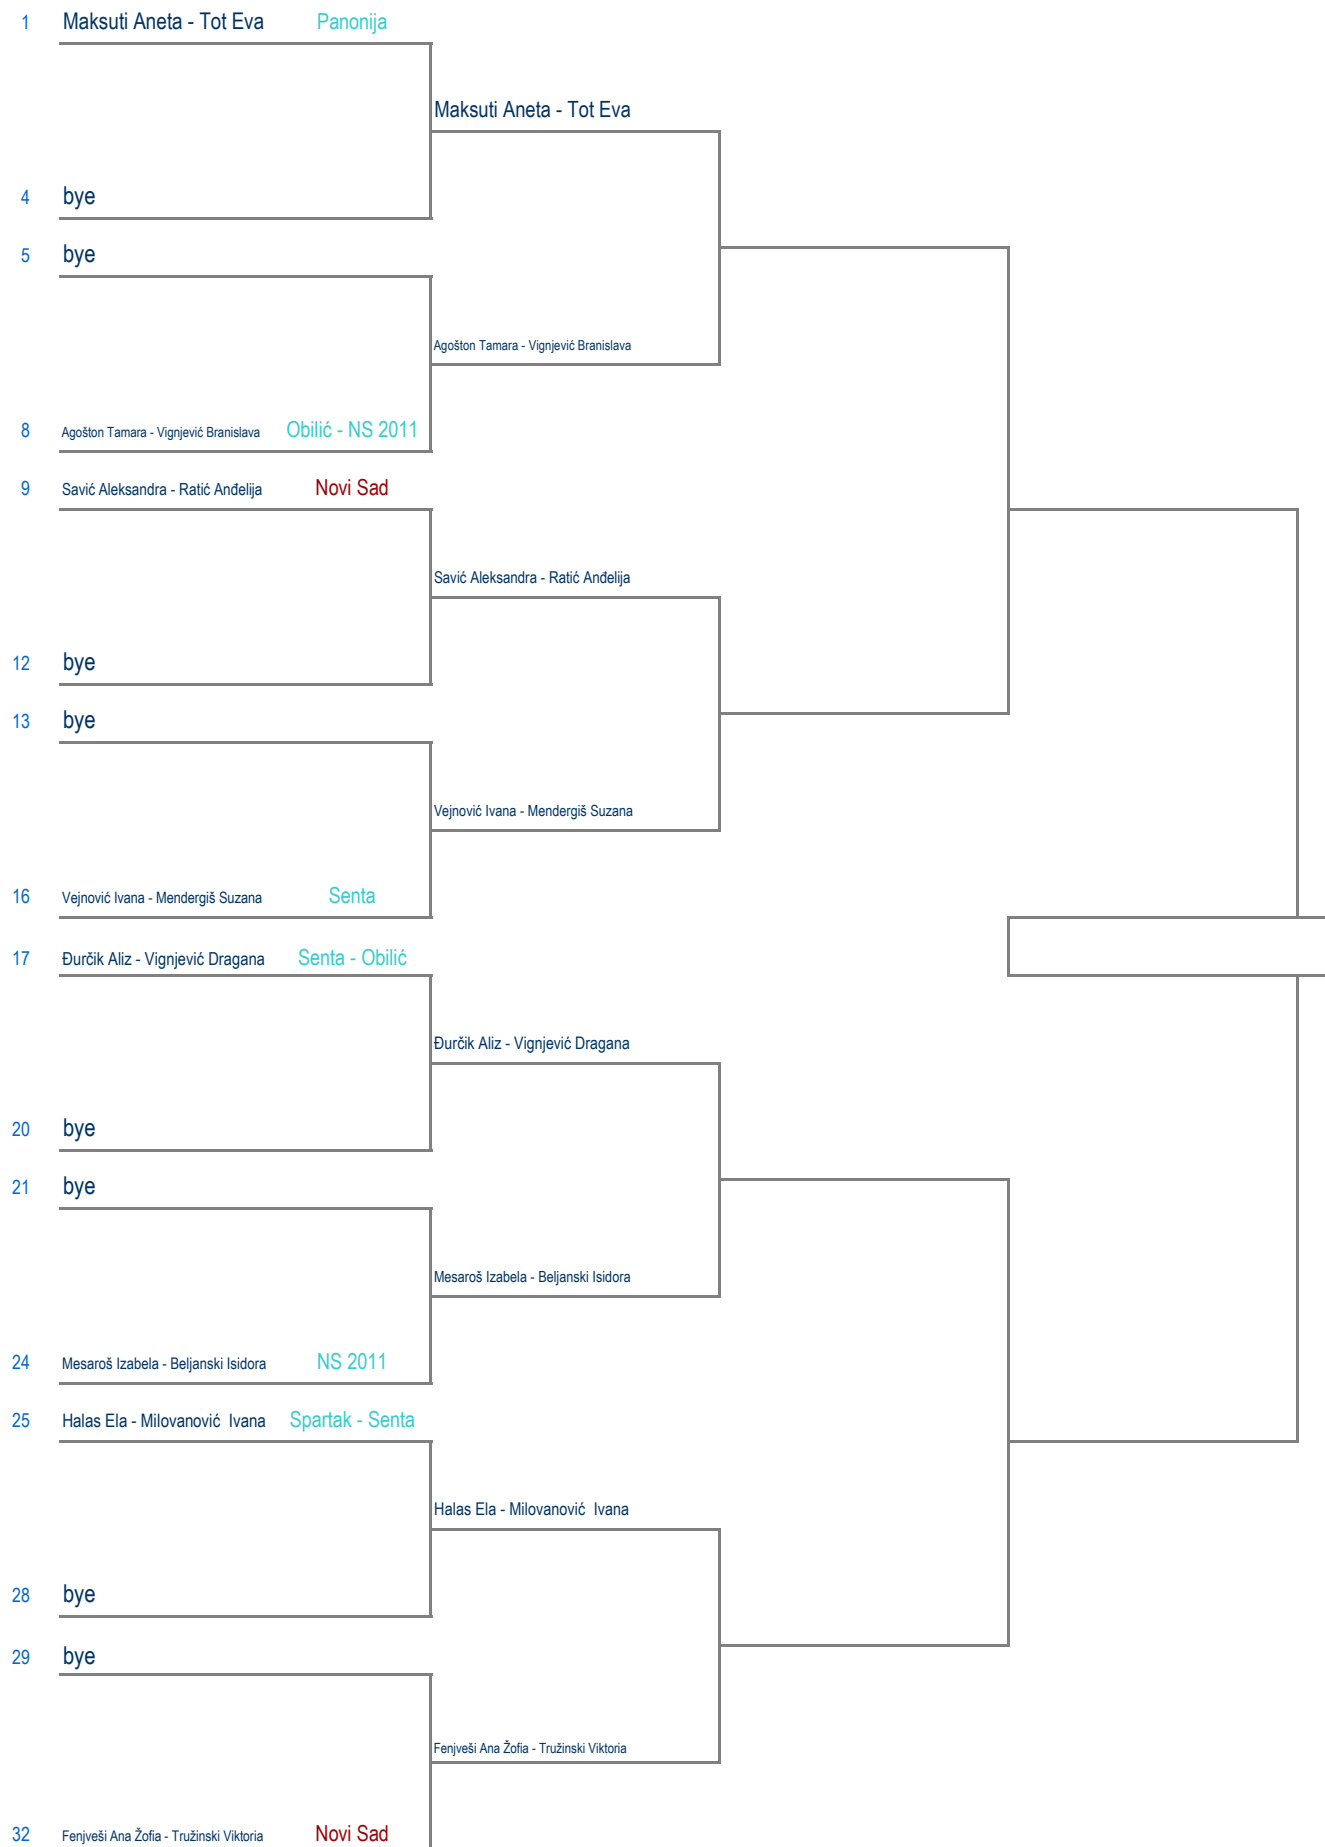 1 Maksuti Aneta - Tot Eva Panonija
Maksuti Aneta - Tot Eva
4 bye
5 bye
Agošton Tamara - Vignjević Branislava
8 Agošton Tamara - Vignjević Branislava Obilić - NS 2011
9 Savić Aleksandra - Ratić Anđelija Novi Sad
Savić Aleksandra - Ratić Anđelija
12 bye
13 bye
Vejnović Ivana - Mendergiš Suzana
16 Vejnović Ivana - Mendergiš Suzana Senta
17 Đurčik Aliz - Vignjević Dragana Senta - Obilić
Đurčik Aliz - Vignjević Dragana
20 bye
21 bye
Mesaroš Izabela - Beljanski Isidora
24 Mesaroš Izabela - Beljanski Isidora NS 2011
25 Halas Ela - Milovanović Ivana Spartak - Senta
Halas Ela - Milovanović Ivana
28 bye
29 bye
Fenjveši Ana Žofia - Tružinski Viktoria
32 Fenjveši Ana Žofia - Tružinski Viktoria Novi Sad